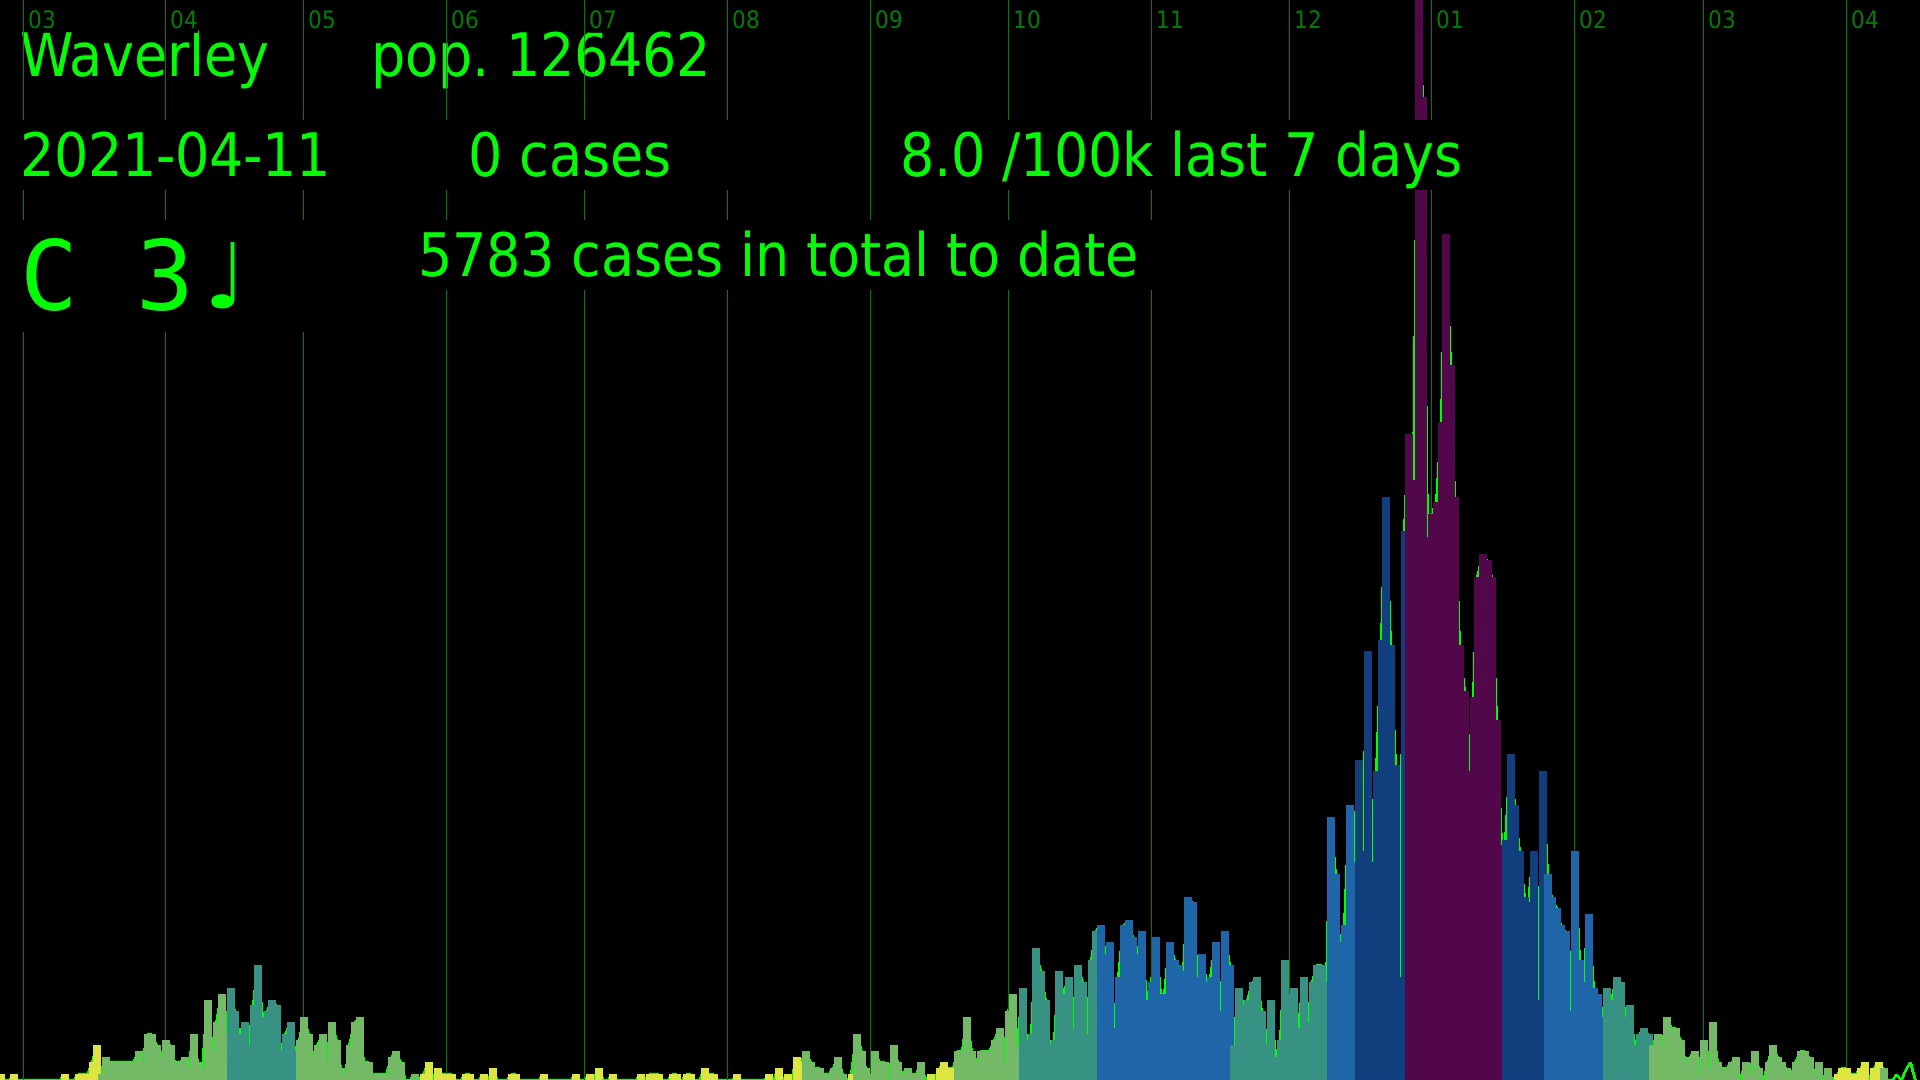 03 04 05 06 07 08 09 10 11 12 01 02 03 04
Waverley pop. 126462
2021-04-11 0 cases 8.0 /100k last 7 days
C 3♩ 5783 cases in total to date